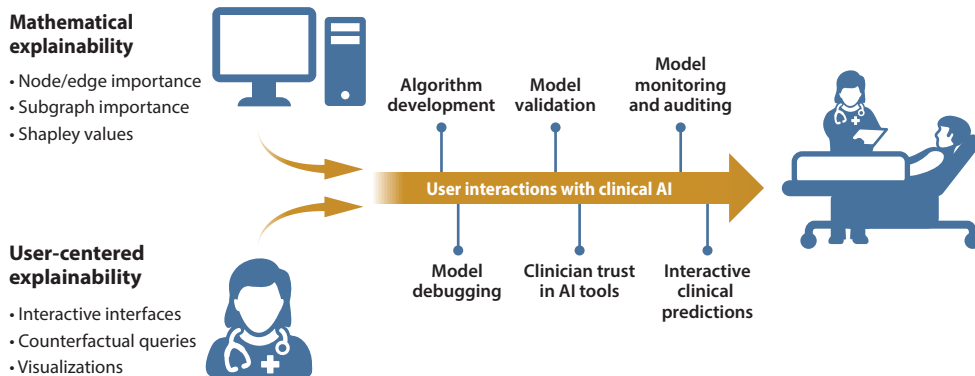 Mathematical
explainability
• Node/edge importance
• Subgraph importance
• Shapley values
Algorithm
development
Model
validation
Model
monitoring
and auditing
User interactions with clinical AI
Model
debugging
Clinician trust
in AI tools
Interactive
clinical
predictions
User-centered
explainability
• Interactive interfaces
• Counterfactual queries
• Visualizations